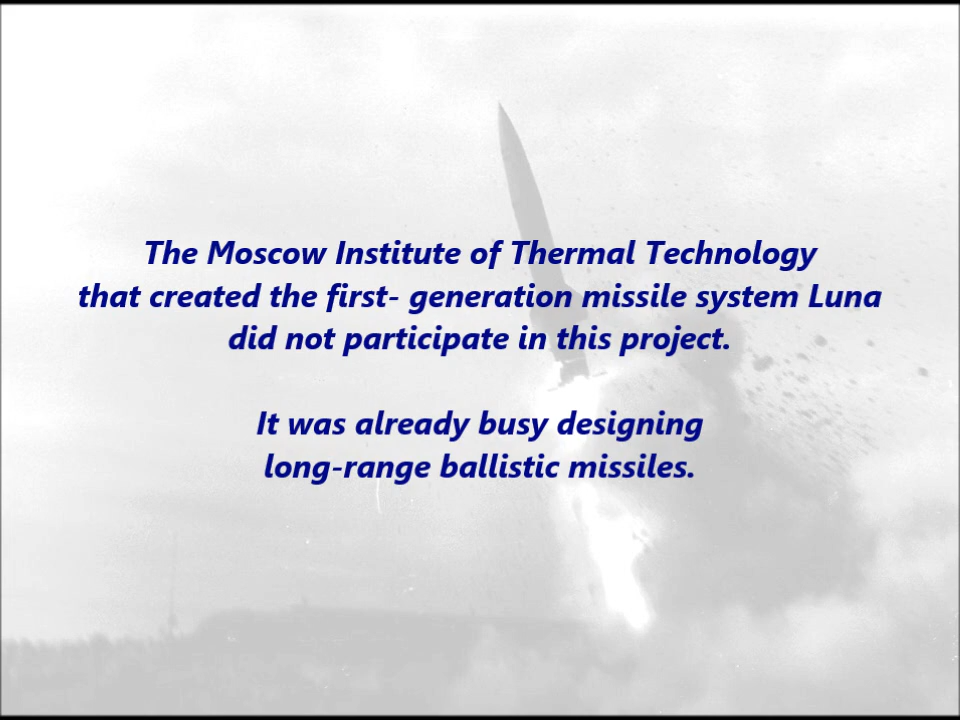 The Moscow Institute of Thermal Technology
that created the first- generation missile system Luna
did not participate in this project.
It was already busy designing
long-range ballistic missiles.